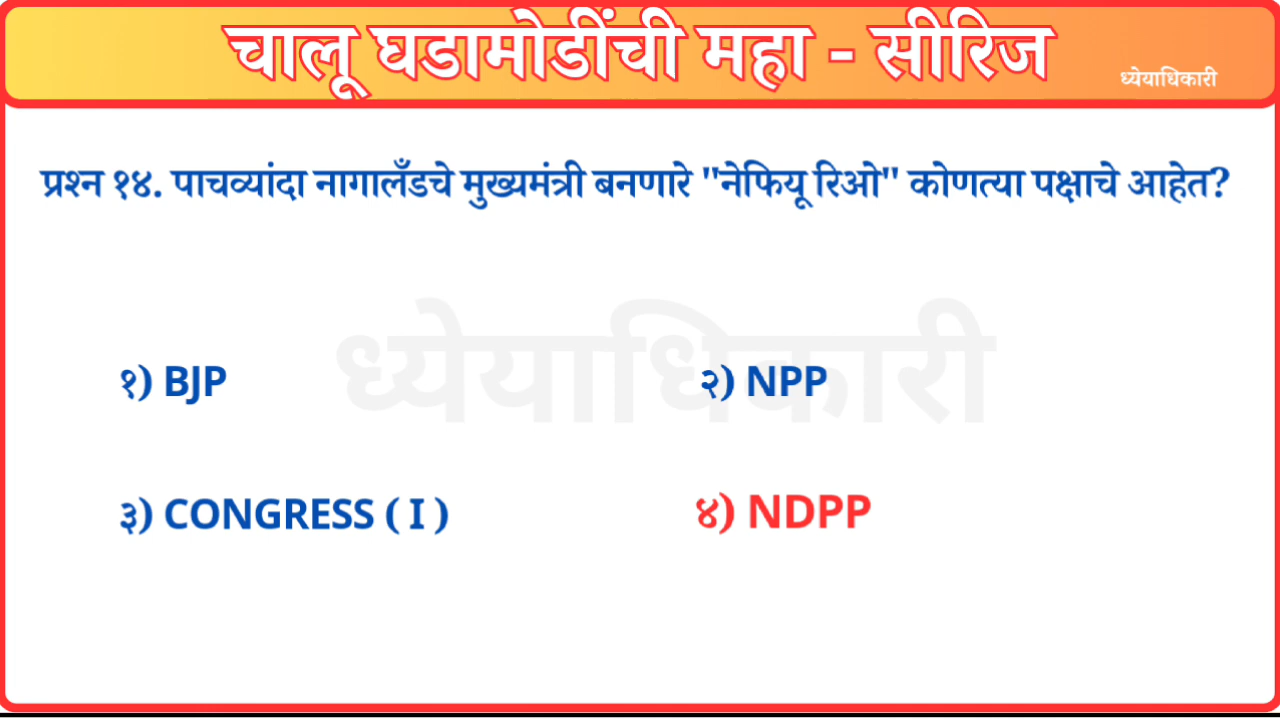 चालू घडामोडींची महा - सीरिज
ध्येयाधिकारी
प्रश्न १४. पाचव्यांदा नागालँडचे मुख्यमंत्री बनणारे "नेफियू रिओ" कोणत्या पक्षाचे आहेत?
ध्येयाधिकारी
१) BJP
२) NPP
३) CONGRESS ( I )
४) NDPP